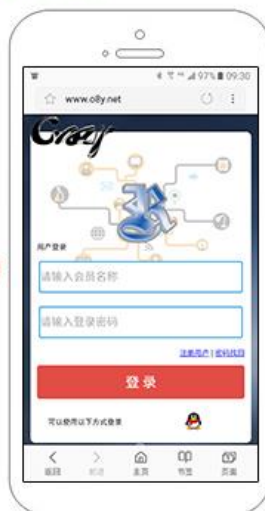 97% 09:30
www.o8y.net
Crazy
R
用户登录
请输入会员名称
请输入登录密码
注册用户 | 密码找回
登录
可以使用以下方式登录
返回 前进 主页 书签 页面